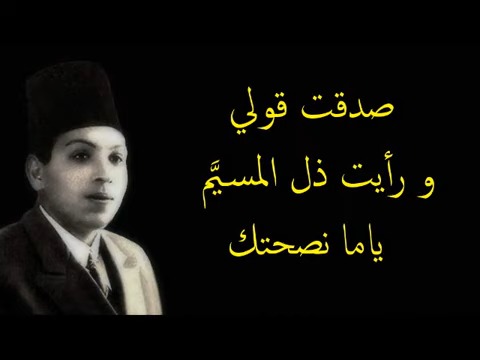 صدقت قولي
و رأيت ذل المسيَّم
ياما نصحتك